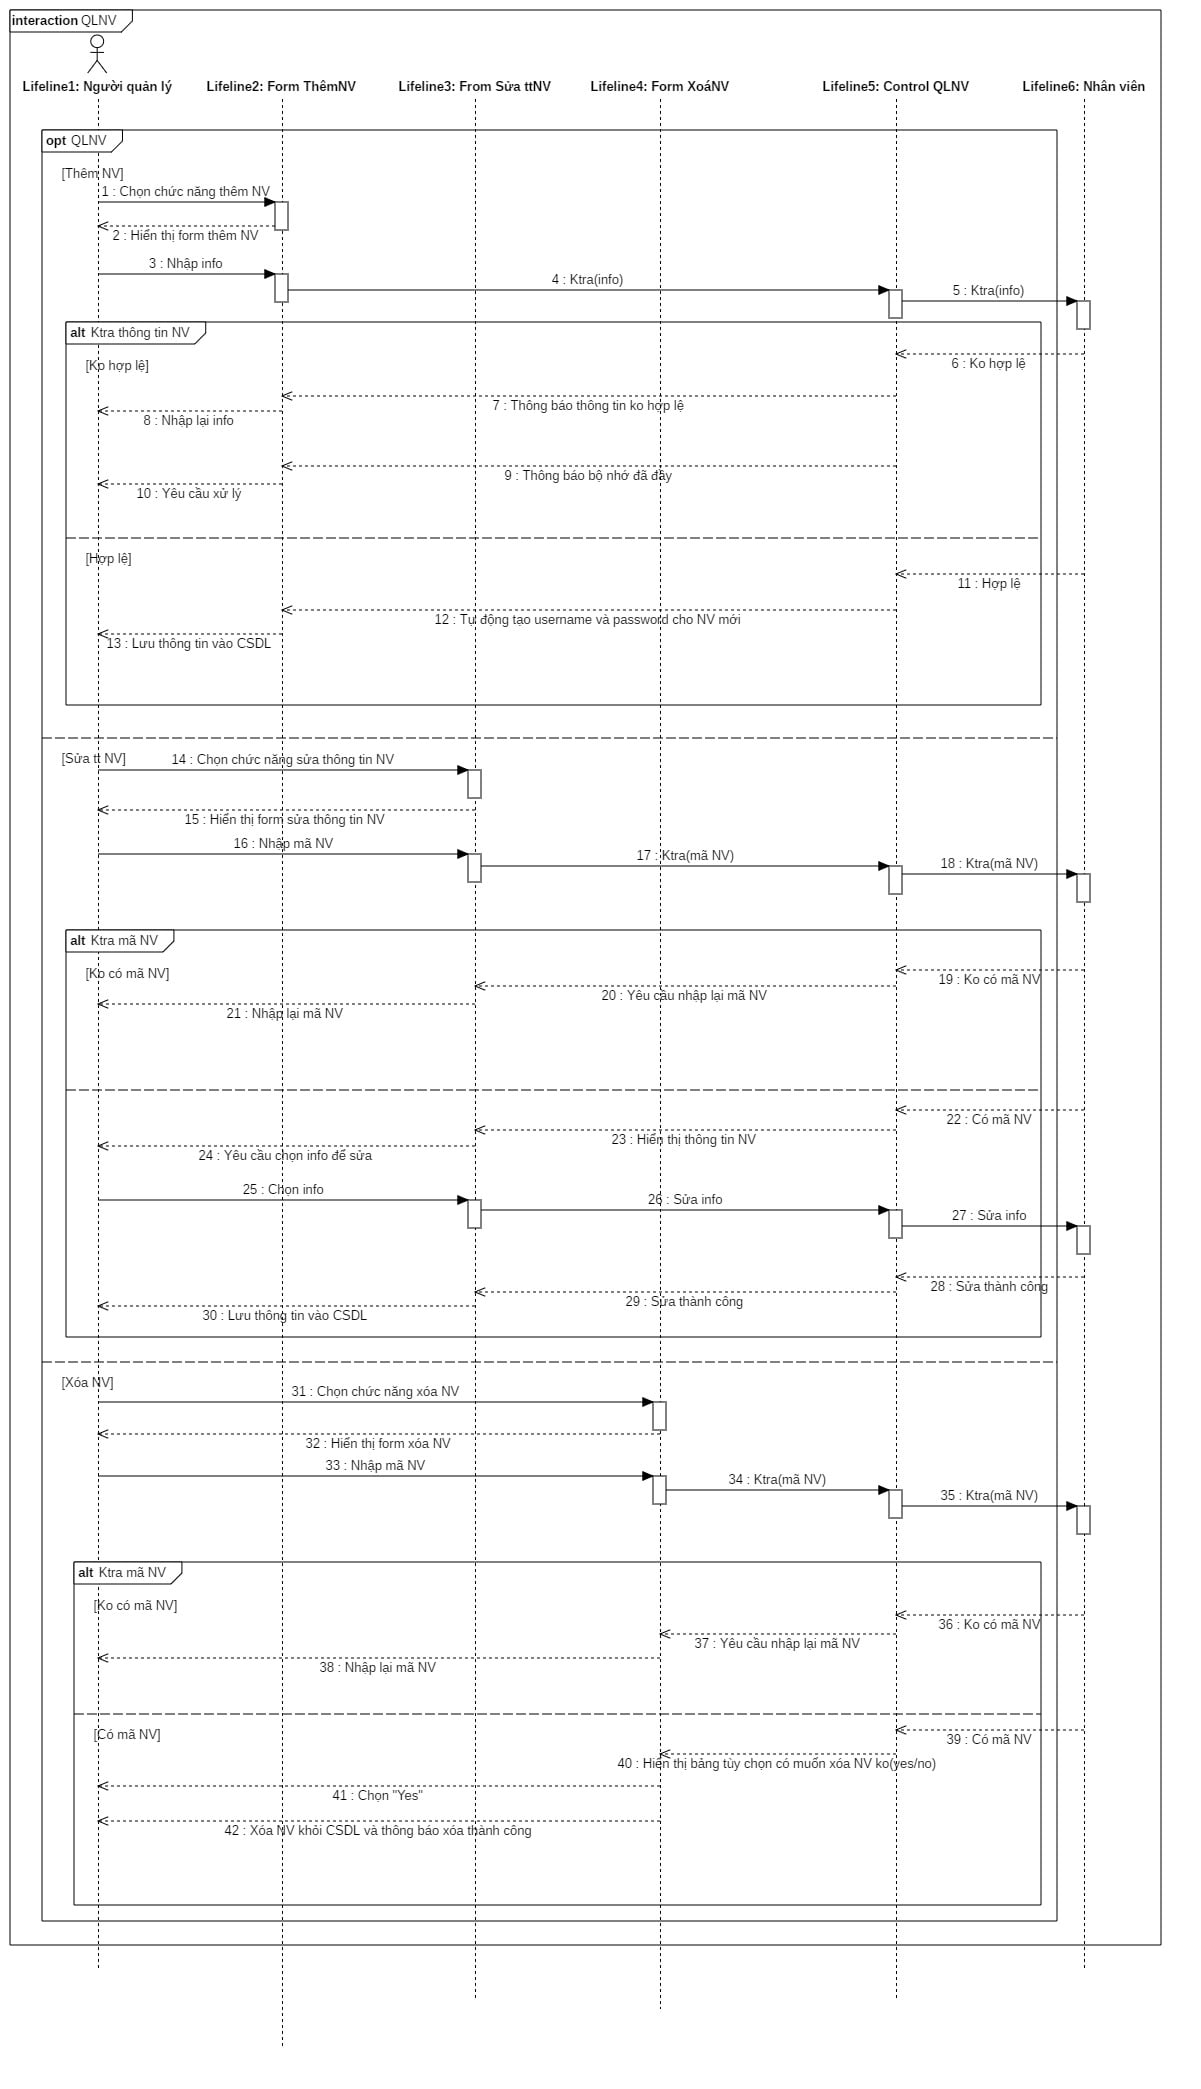 interaction QLNV
Lifeline1: Người quản lý
Lifeline2: Form ThêmNV
Lifeline3: From Sửa ttNV
Lifeline4: Form XoáNV
Lifeline5: Control QLNV
Lifeline6: Nhân viên
opt QLNV
[Thêm NV]
1 : Chọn chức năng thêm NV
2 : Hiển thị form thêm NV
3 : Nhập info
4 : Ktra(info)
5 : Ktra(info)
alt Ktra thông tin NV
[Ko hợp lệ]
6 : Ko hợp lệ
7 : Thông báo thông tin ko hợp lệ
8 : Nhập lại info
9 : Thông báo bộ nhớ đã đầy
10 : Yêu cầu xử lý
[Hợp lệ]
11 : Hợp lệ
12 : Tự động tạo username và password cho NV mới
13 : Lưu thông tin vào CSDL
[Sửa tt NV]
14 : Chọn chức năng sửa thông tin NV
15 : Hiển thị form sửa thông tin NV
16 : Nhập mã NV
17 : Ktra(mã NV)
18 : Ktra(mã NV)
alt Ktra mã NV
[Ko có mã NV]
19 : Ko có mã NV
20 : Yêu cầu nhập lại mã NV
21 : Nhập lại mã NV
22 : Có mã NV
23 : Hiển thị thông tin NV
24 : Yêu cầu chọn info để sửa
25 : Chọn info
26 : Sửa info
27 : Sửa info
28 : Sửa thành công
29 : Sửa thành công
30 : Lưu thông tin vào CSDL
[Xóa NV]
31 : Chọn chức năng xóa NV
32 : Hiển thị form xóa NV
33 : Nhập mã NV
34 : Ktra(mã NV)
35 : Ktra(mã NV)
alt Ktra mã NV
[Ko có mã NV]
36 : Ko có mã NV
37 : Yêu cầu nhập lại mã NV
38 : Nhập lại mã NV
[Có mã NV]
39 : Có mã NV
40 : Hiển thị bảng tùy chọn có muốn xóa NV ko(yes/no)
41 : Chọn "Yes"
42 : Xóa NV khỏi CSDL và thông báo xóa thành công